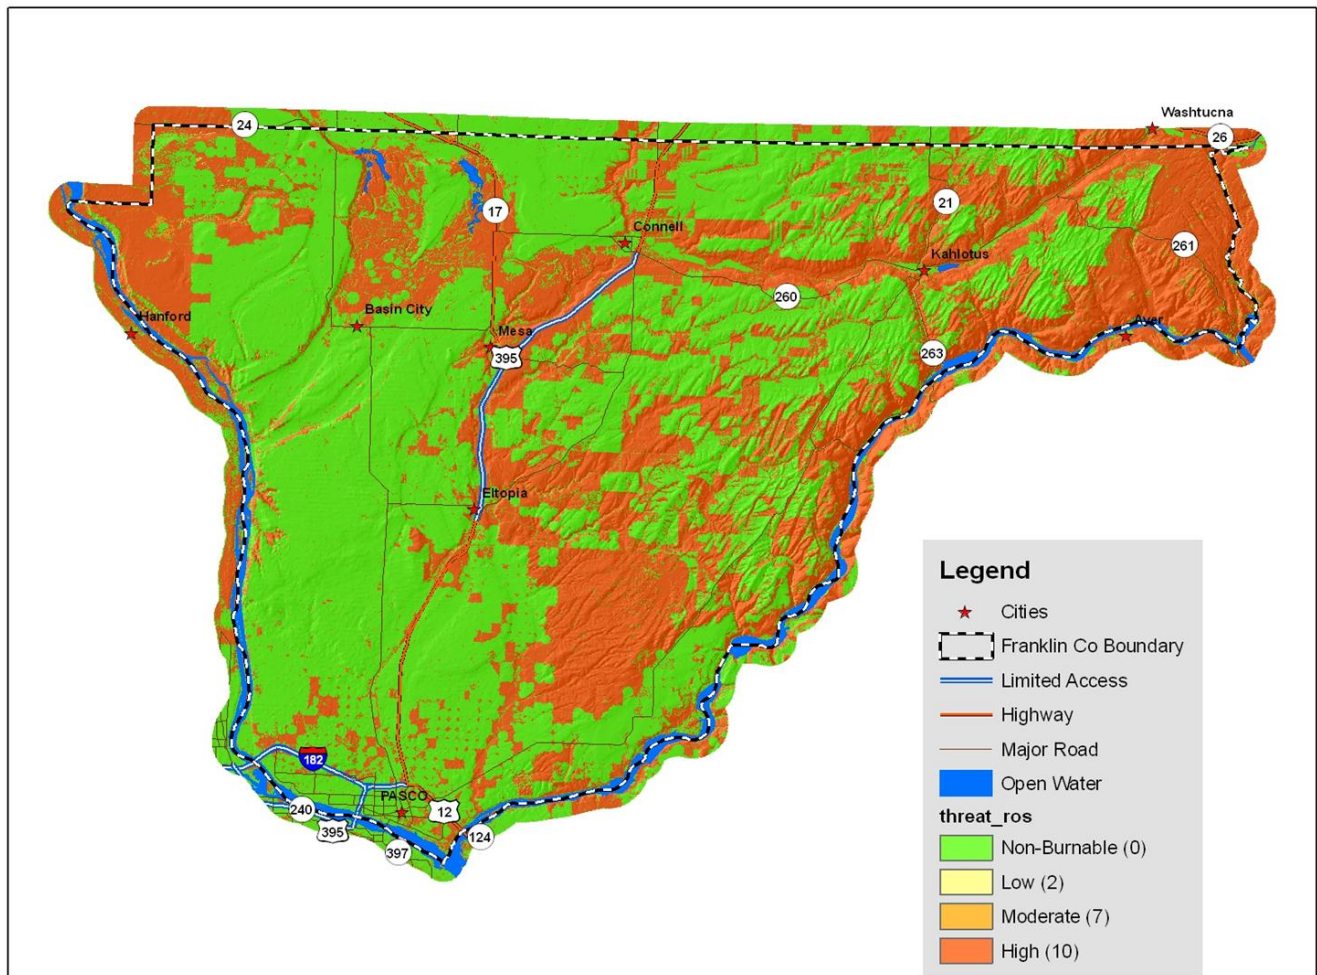 Washtucna
24
26
17
21
Connell
261
Kahlotus
260
Basin City
Hanford
Mesa
395
Ayer
263
Eltopia
182
PASCO
240
12
395
124
397
Legend
Cities
Franklin Co Boundary
Limited Access
Highway
Major Road
Open Water
threat_ros
Non-Burnable (0)
Low (2)
Moderate (7)
High (10)